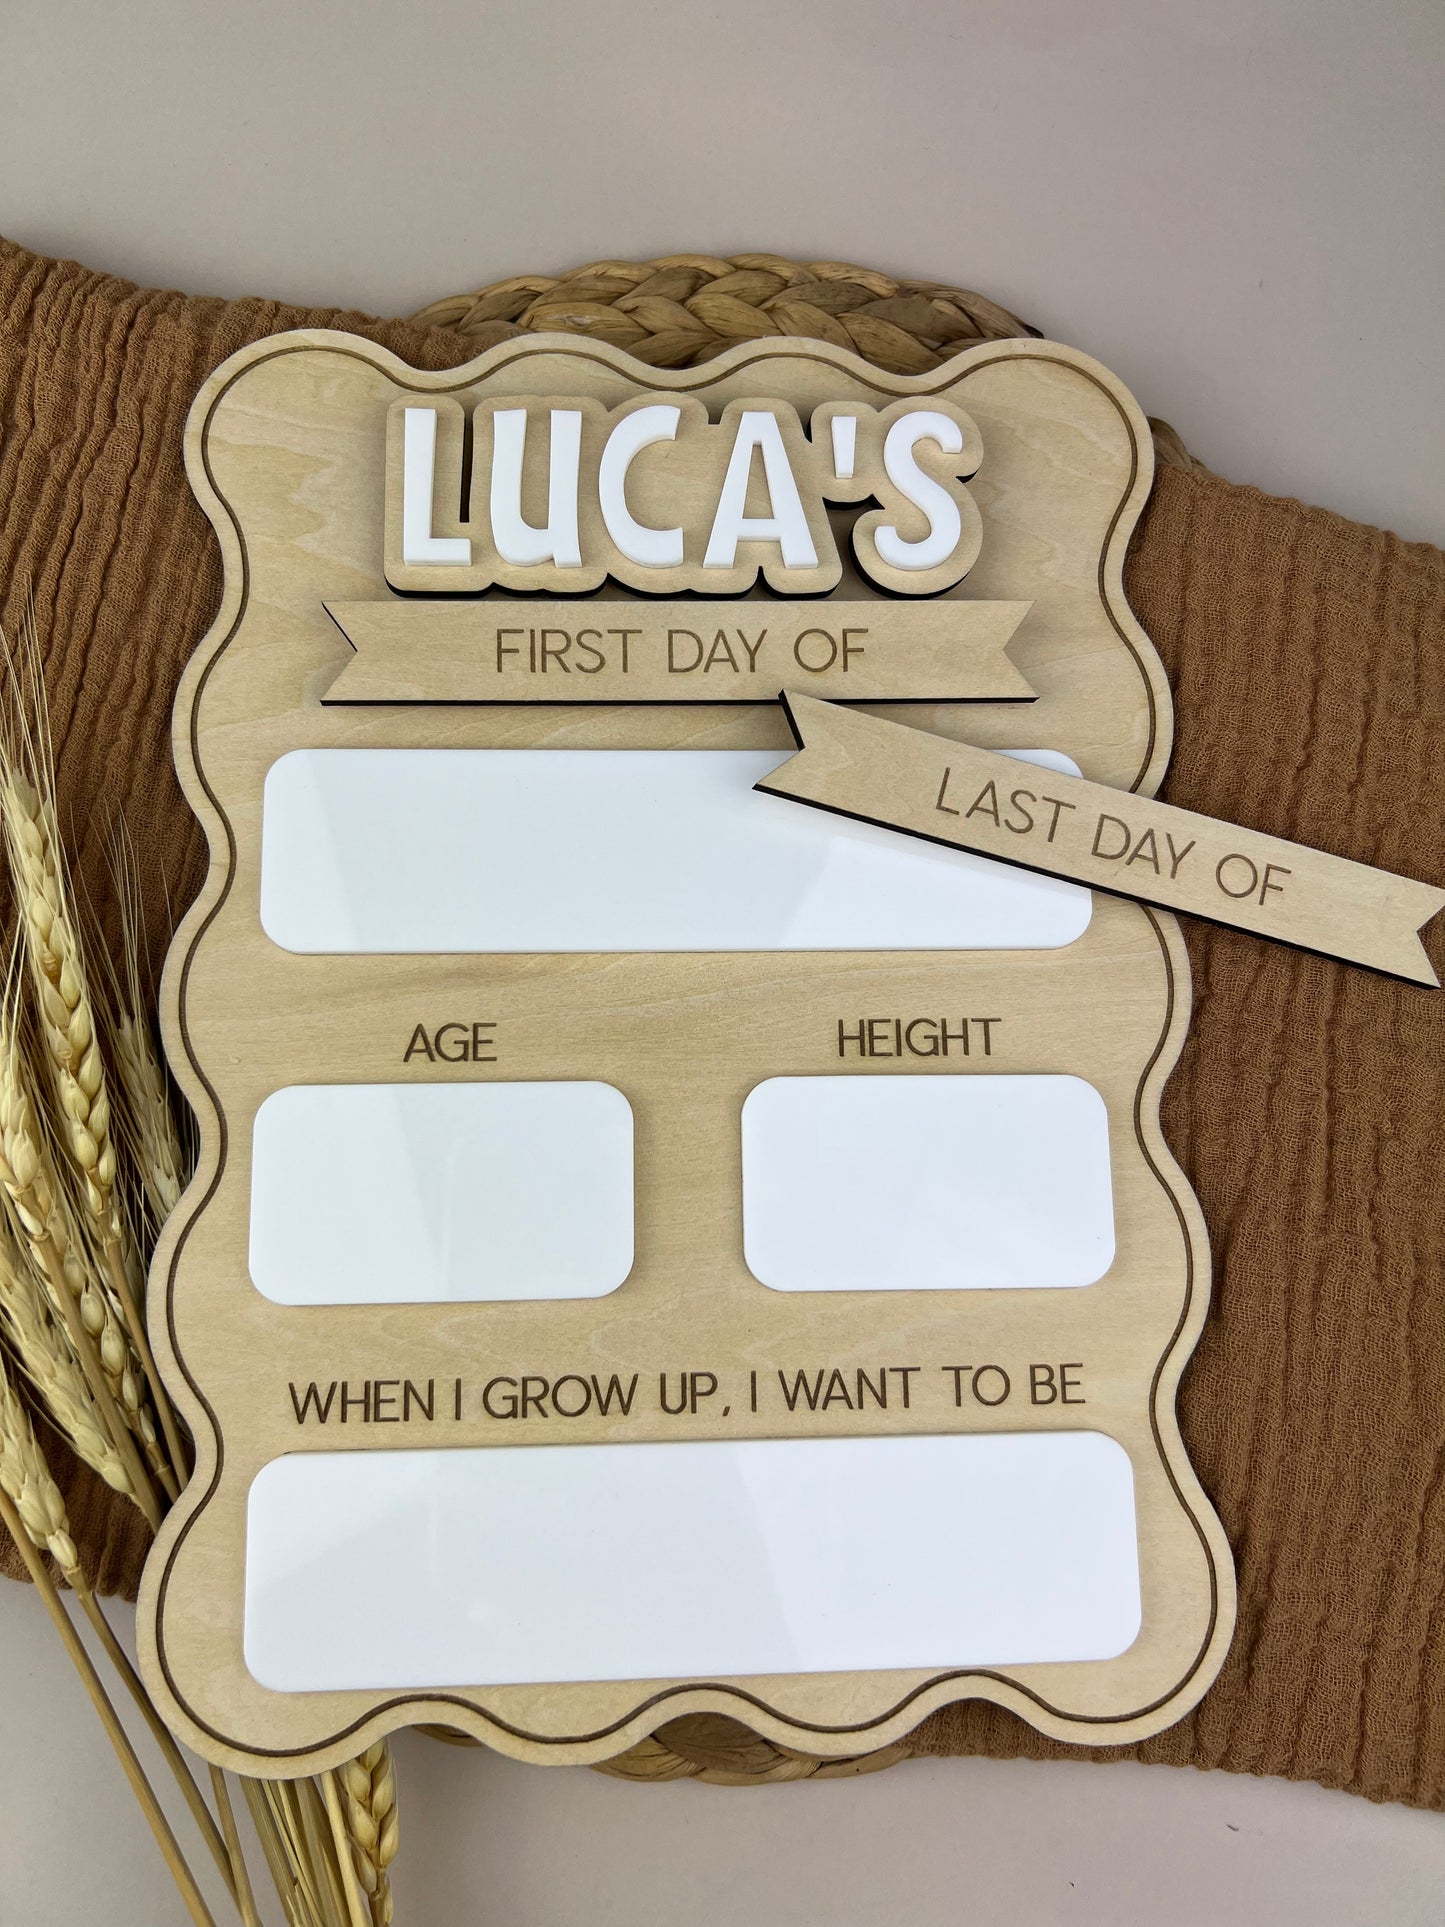 LUCA'S
FIRST DAY OF
LAST DAY OF
AGE
HEIGHT
WHEN I GROW UP, I WANT TO BE